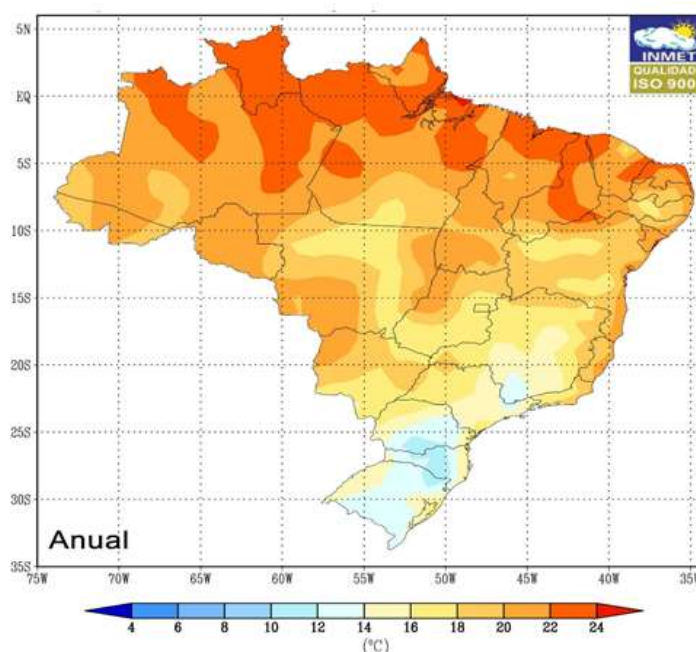 5N
INMET
QUALIDAD
ISO 900
EQ
5S
10S
15S
20S
25S
30S
Anual
35S
75W 70W 65W 60W 55W 50W 45W 40W 35W
4 6 8 10 12 14 16 18 20 22 24
(°C)